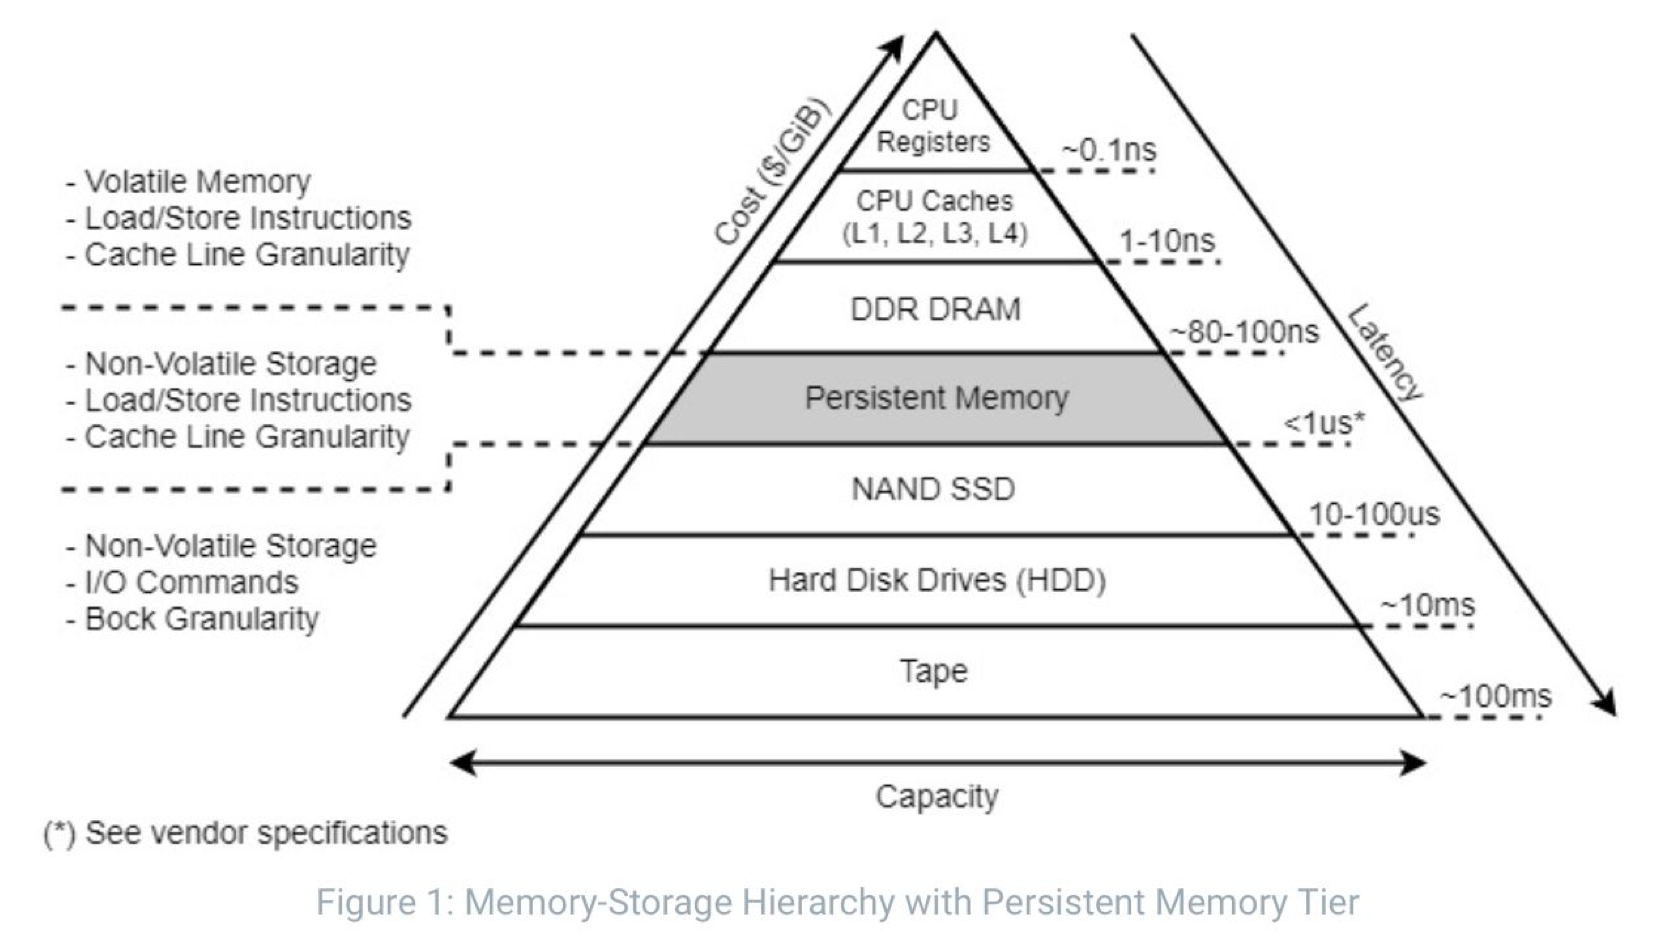 CPU
Registers
~0.1ns
Cost ($/GiB)
CPU Caches
(L1, L2, L3, L4)
1-10ns
- Volatile Memory
- Load/Store Instructions
- Cache Line Granularity
DDR DRAM
~80-100ns
Latency
- Non-Volatile Storage
- Load/Store Instructions
- Cache Line Granularity
Persistent Memory
<1us*
NAND SSD
10-100us
- Non-Volatile Storage
- I/O Commands
- Bock Granularity
Hard Disk Drives (HDD)
~10ms
Tape
~100ms
Capacity
(*) See vendor specifications
Figure 1: Memory-Storage Hierarchy with Persistent Memory Tier